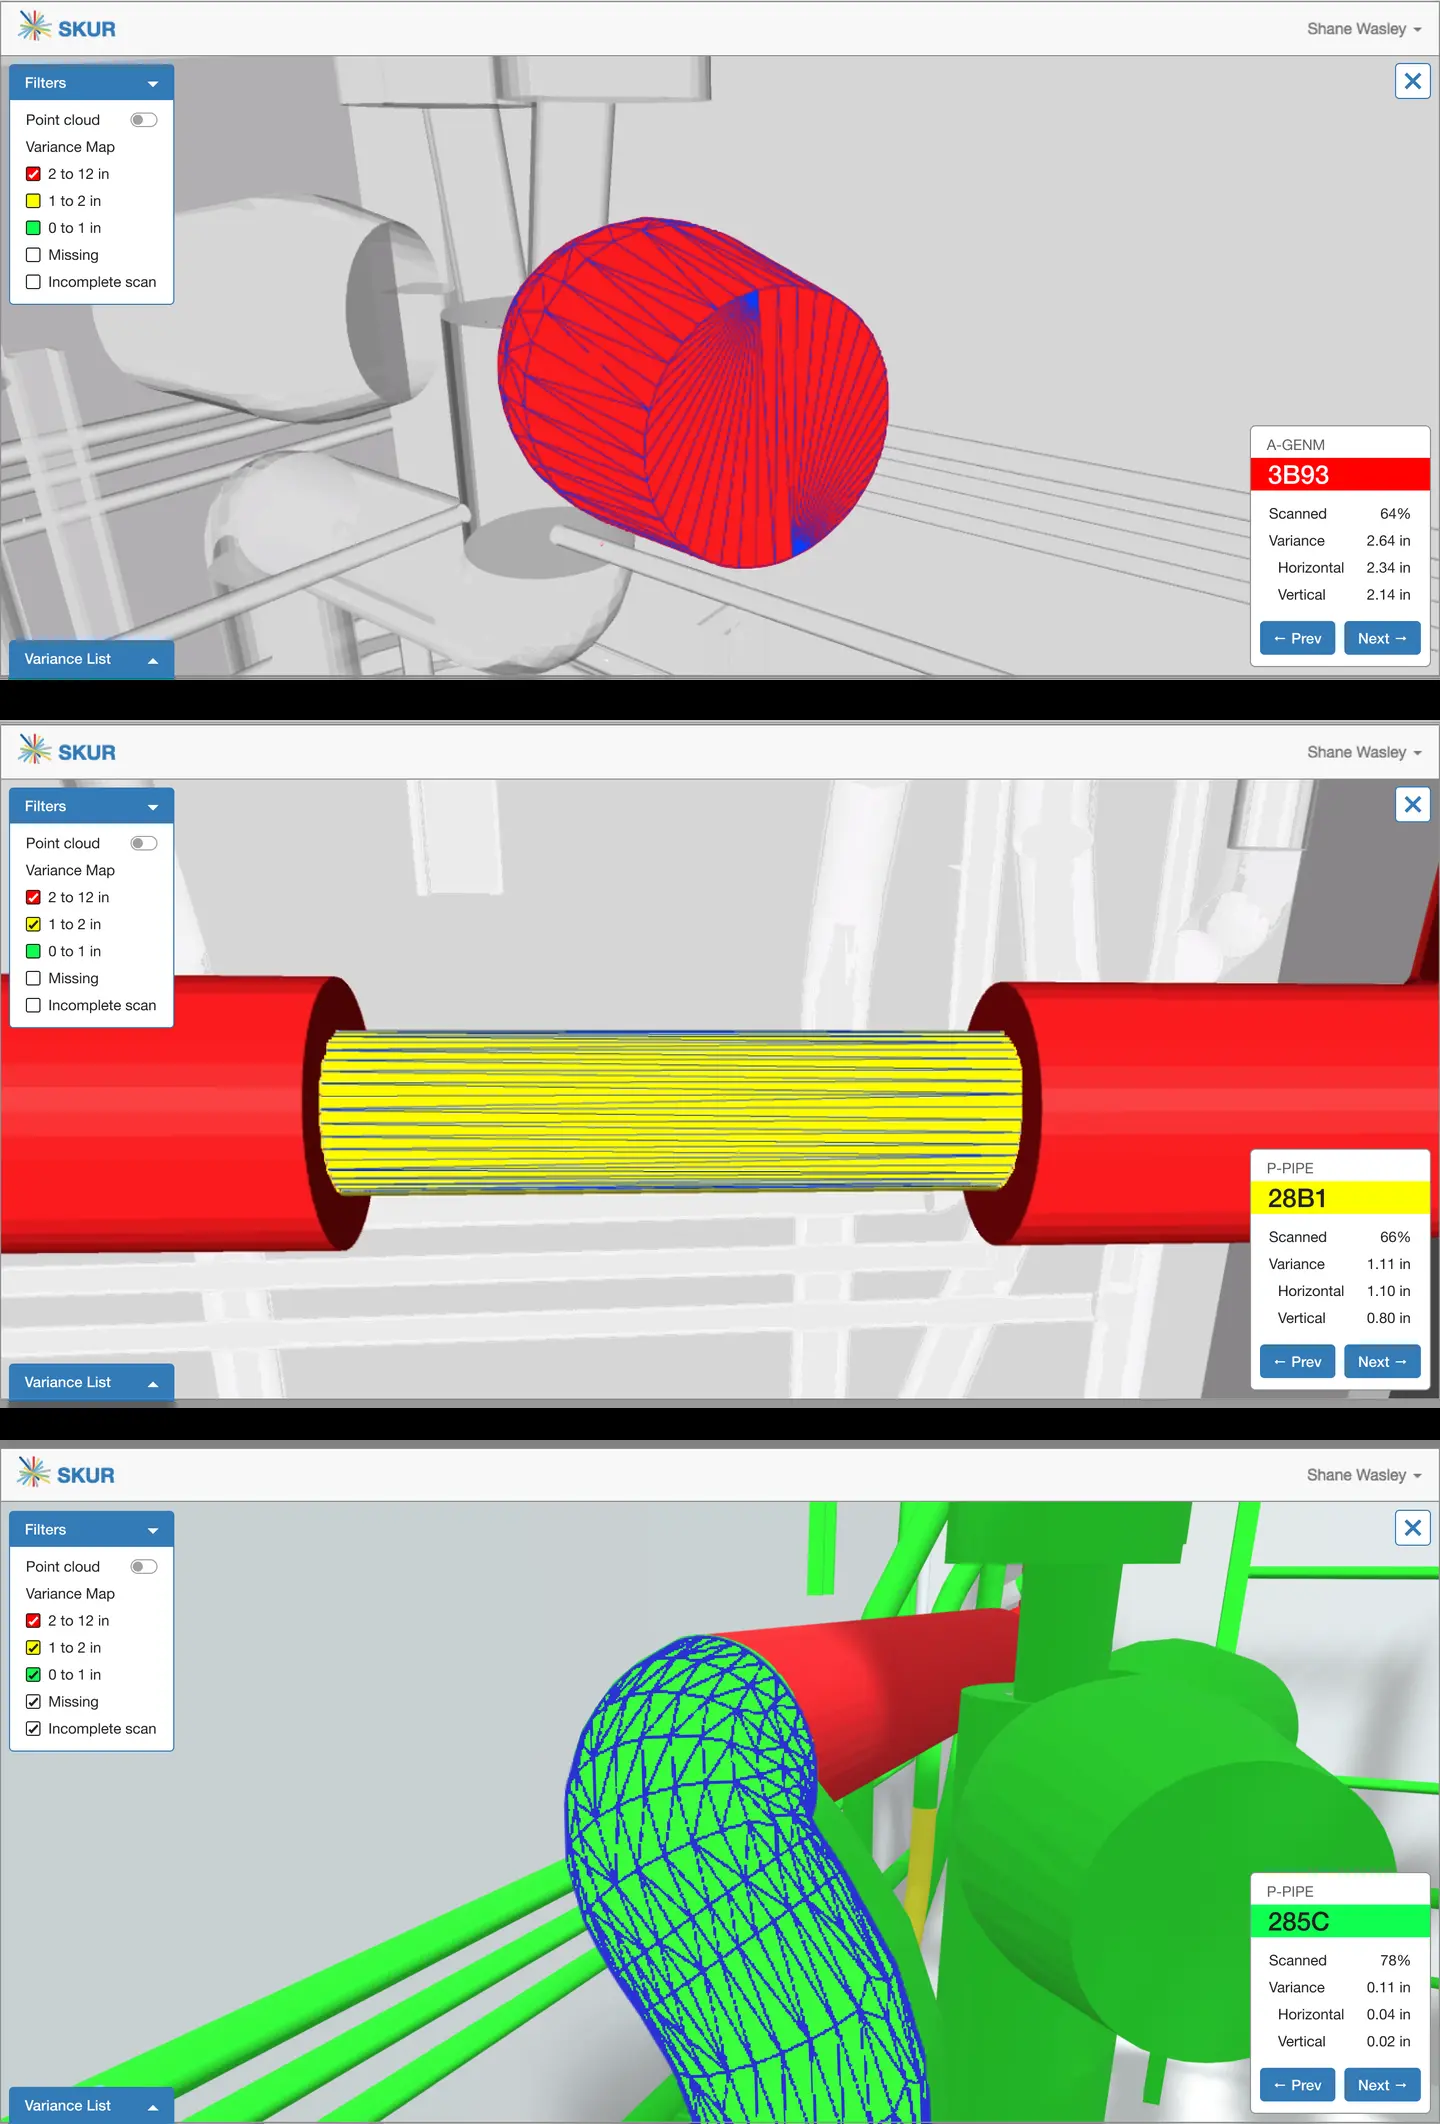 SKUR
Shane Wasley
Filters
Point cloud
Variance Map
2 to 12 in
1 to 2 in
0 to 1 in
Missing
Incomplete scan
A-GENM
3B93
Scanned 64%
Variance 2.64 in
Horizontal 2.34 in
Vertical 2.14 in
← Prev Next →
Variance List
SKUR
Shane Wasley
Filters
Point cloud
Variance Map
2 to 12 in
1 to 2 in
0 to 1 in
Missing
Incomplete scan
P-PIPE
28B1
Scanned 66%
Variance 1.11 in
Horizontal 1.10 in
Vertical 0.80 in
← Prev Next →
Variance List
SKUR
Shane Wasley
Filters
Point cloud
Variance Map
2 to 12 in
1 to 2 in
0 to 1 in
Missing
Incomplete scan
P-PIPE
285C
Scanned 78%
Variance 0.11 in
Horizontal 0.04 in
Vertical 0.02 in
← Prev Next →
Variance List